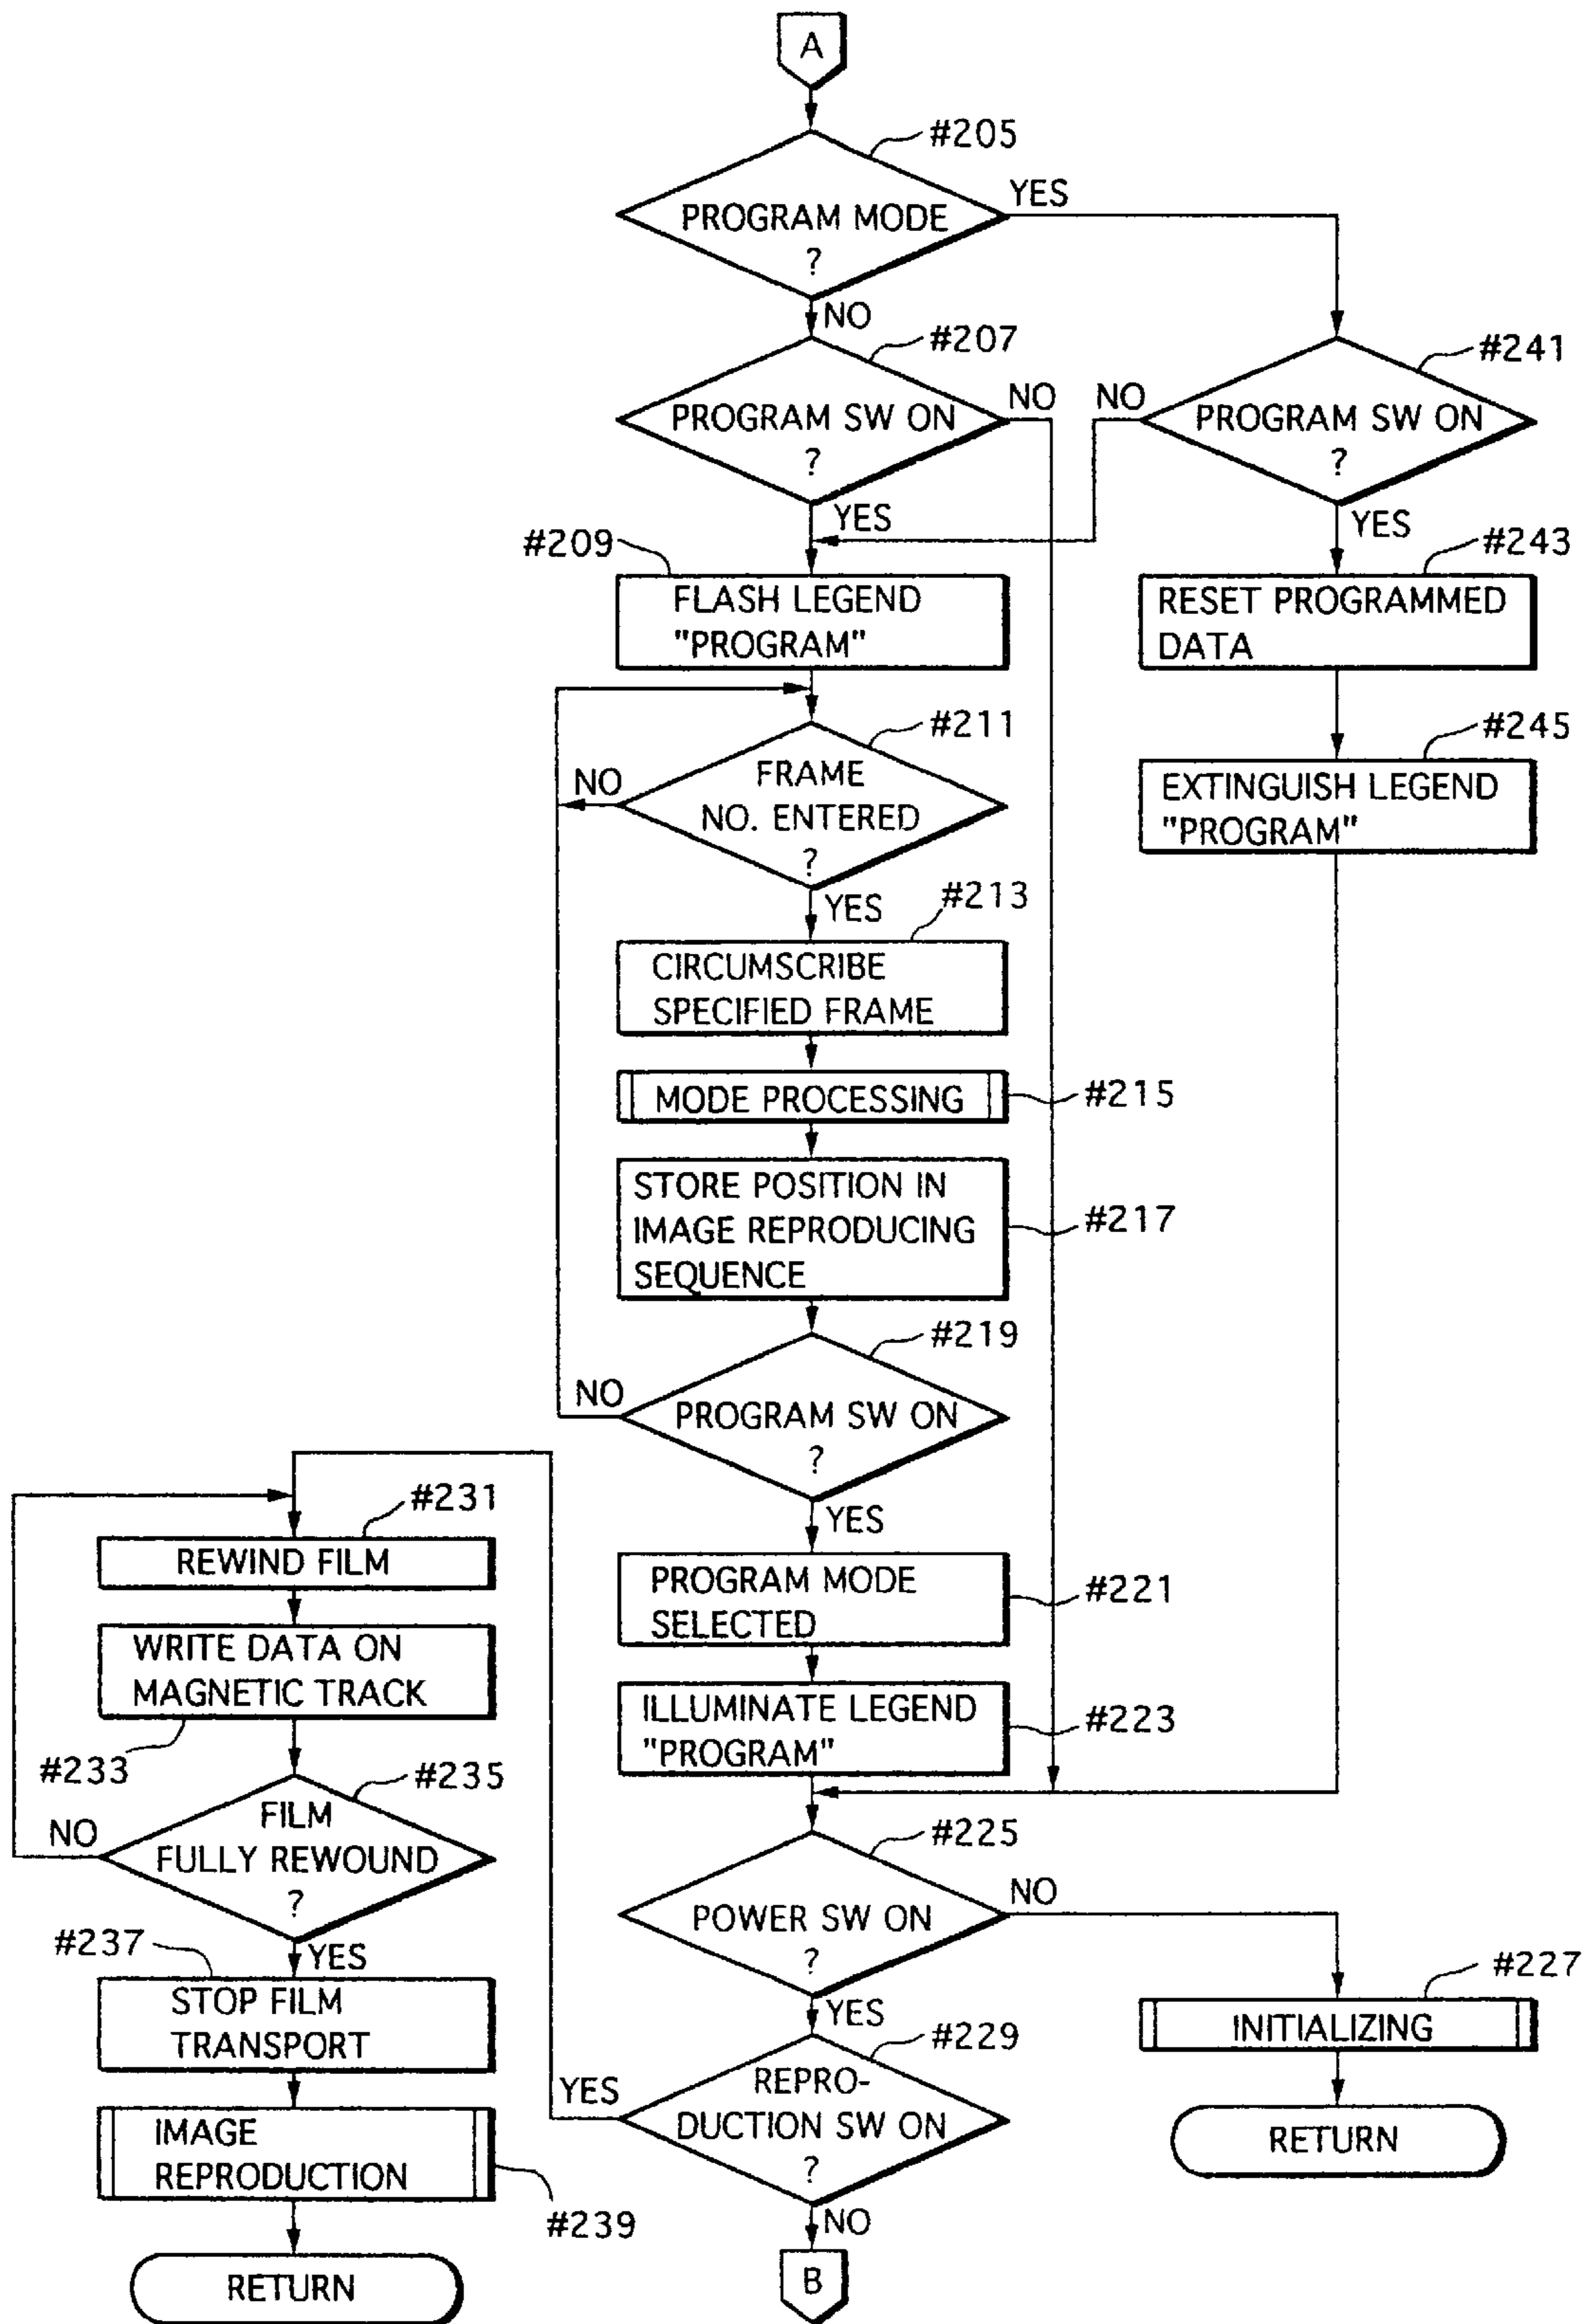 A
#205
PROGRAM MODE
?
YES
NO
#207
PROGRAM SW ON
?
NO
YES
#241
NO
PROGRAM SW ON
?
YES
#209
FLASH LEGEND
"PROGRAM"
#243
RESET PROGRAMMED
DATA
#211
NO
FRAME
NO. ENTERED
?
YES
#245
EXTINGUISH LEGEND
"PROGRAM"
#213
CIRCUMSCRIBE
SPECIFIED FRAME
MODE PROCESSING
#215
STORE POSITION IN
IMAGE REPRODUCING
SEQUENCE
#217
#219
NO
PROGRAM SW ON
?
YES
PROGRAM MODE
SELECTED
#221
ILLUMINATE LEGEND
"PROGRAM"
#223
#225
POWER SW ON
?
NO
YES
#227
INITIALIZING
RETURN
#229
YES
REPRO-
DUCTION SW ON
?
NO
B
#231
REWIND FILM
WRITE DATA ON
MAGNETIC TRACK
#233
#235
NO
FILM
FULLY REWOUND
?
YES
#237
STOP FILM
TRANSPORT
IMAGE
REPRODUCTION
#239
RETURN